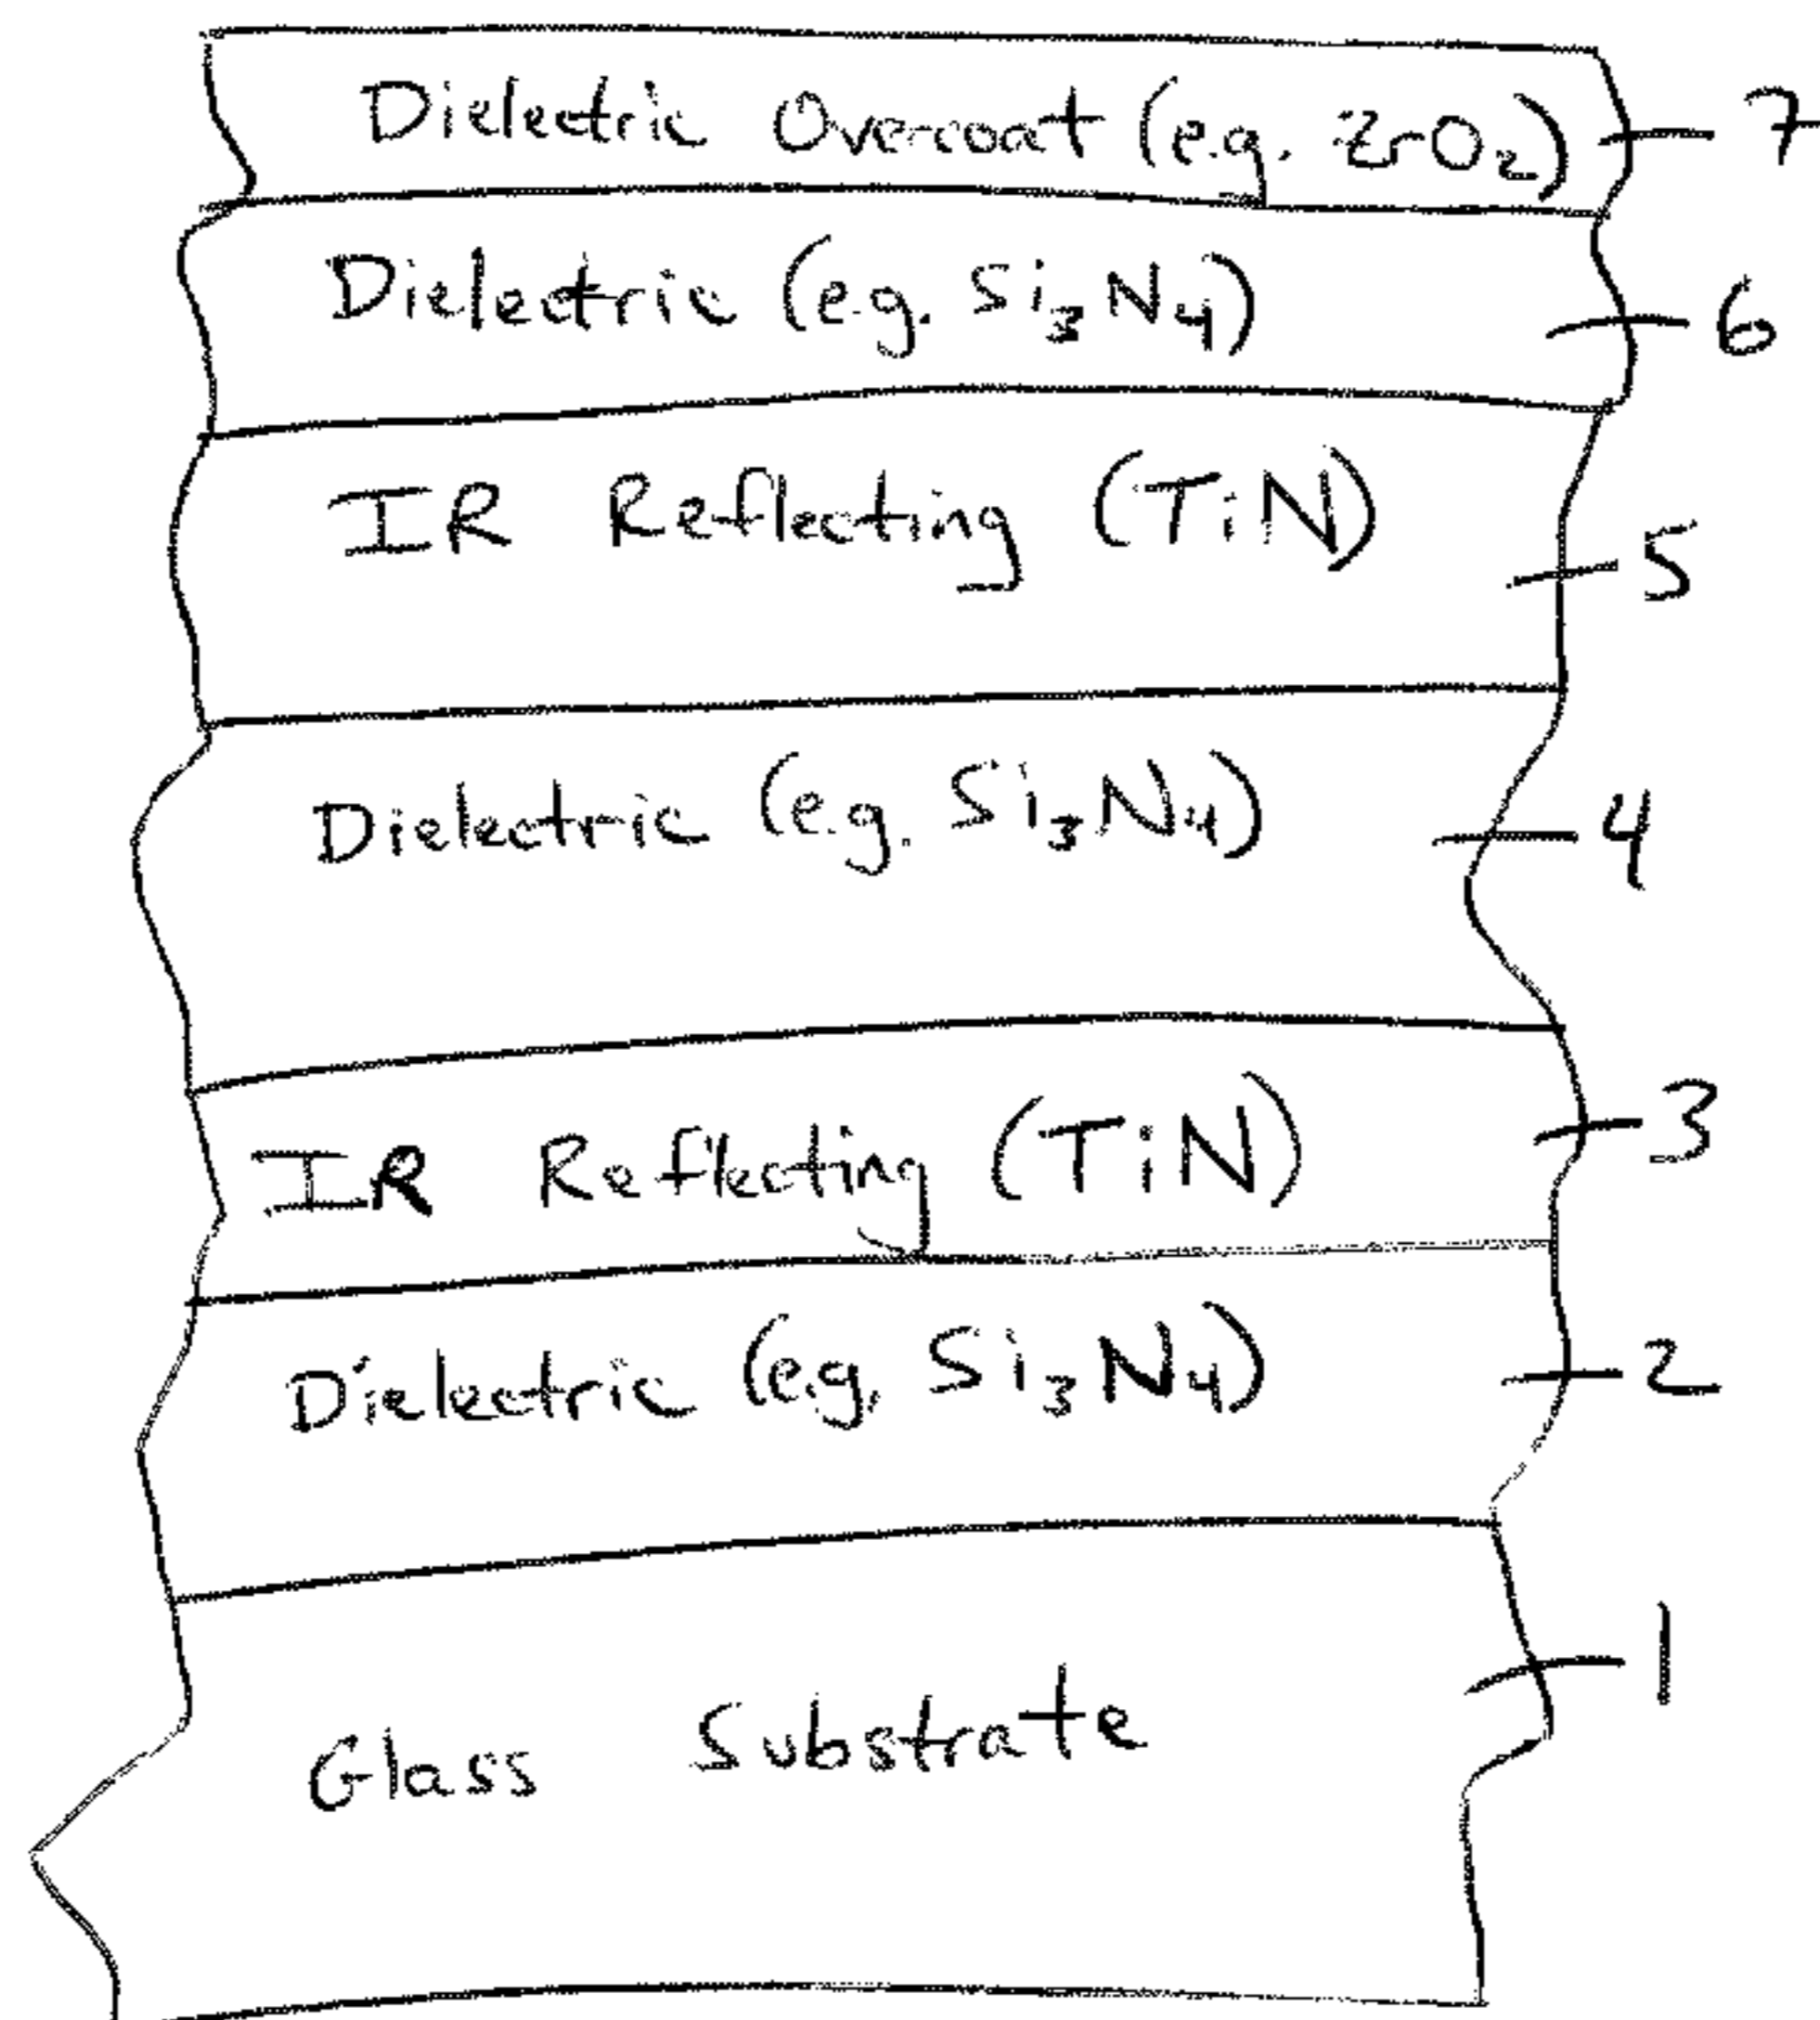 Dielectric Overcoat (e.g. ZrO₂) 7
Dielectric (e.g. Si₃N₄) 6
IR Reflecting (TiN) 5
Dielectric (e.g. Si₃N₄) 4
IR Reflecting (TiN) 3
Dielectric (e.g. Si₃N₄) 2
Glass Substrate 1